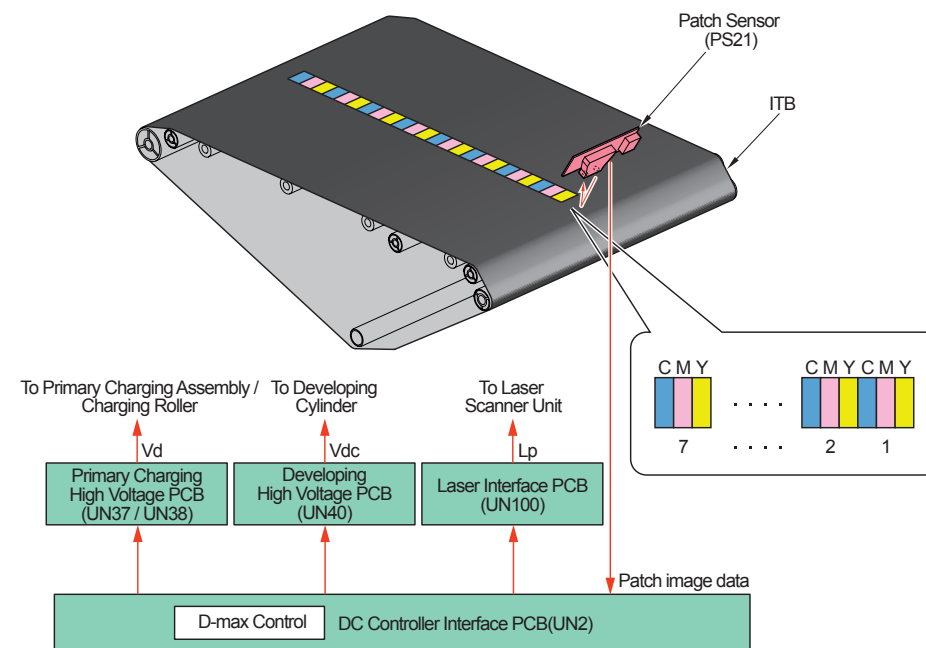 Patch Sensor
(PS21)
ITB
C M Y
C M Y C M Y
. . . .
7
. . . .
2
1
To Primary Charging Assembly /
Charging Roller
To Developing
Cylinder
To Laser
Scanner Unit
Vd
Vdc
Lp
Primary Charging
High Voltage PCB
(UN37 / UN38)
Developing
High Voltage PCB
(UN40)
Laser Interface PCB
(UN100)
Patch image data
D-max Control
DC Controller Interface PCB(UN2)